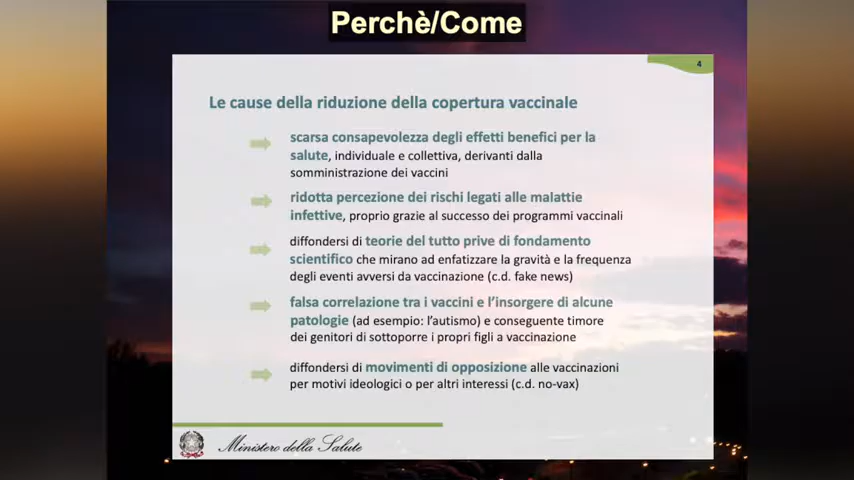 Perchè/Come
4
Le cause della riduzione della copertura vaccinale
scarsa consapevolezza degli effetti benefici per la
salute, individuale e collettiva, derivanti dalla
somministrazione dei vaccini
ridotta percezione dei rischi legati alle malattie
infettive, proprio grazie al successo dei programmi vaccinali
diffondersi di teorie del tutto prive di fondamento
scientifico che mirano ad enfatizzare la gravità e la frequenza
degli eventi avversi da vaccinazione (c.d. fake news)
falsa correlazione tra i vaccini e l’insorgere di alcune
patologie (ad esempio: l’autismo) e conseguente timore
dei genitori di sottoporre i propri figli a vaccinazione
diffondersi di movimenti di opposizione alle vaccinazioni
per motivi ideologici o per altri interessi (c.d. no-vax)
Ministero della Salute